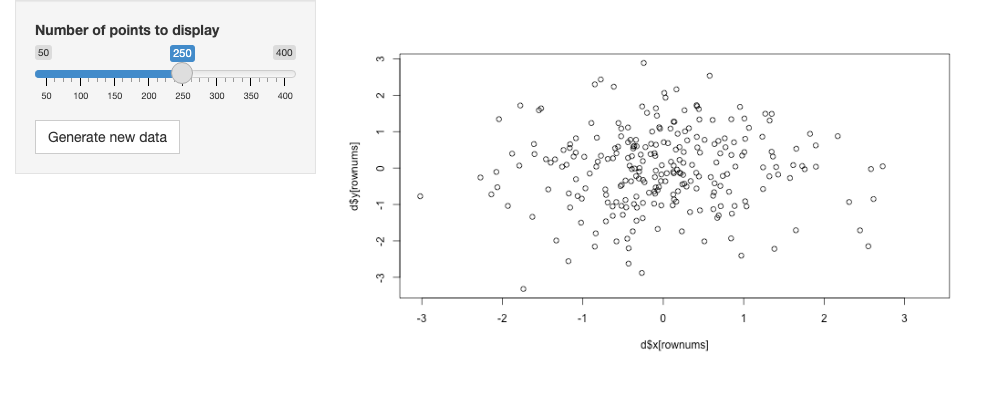 Number of points to display
50 250 400
50 100 150 200 250 300 350 400
Generate new data
3
2
1
0
-1
-2
-3
d$y[rownums]
-3 -2 -1 0 1 2 3
d$x[rownums]